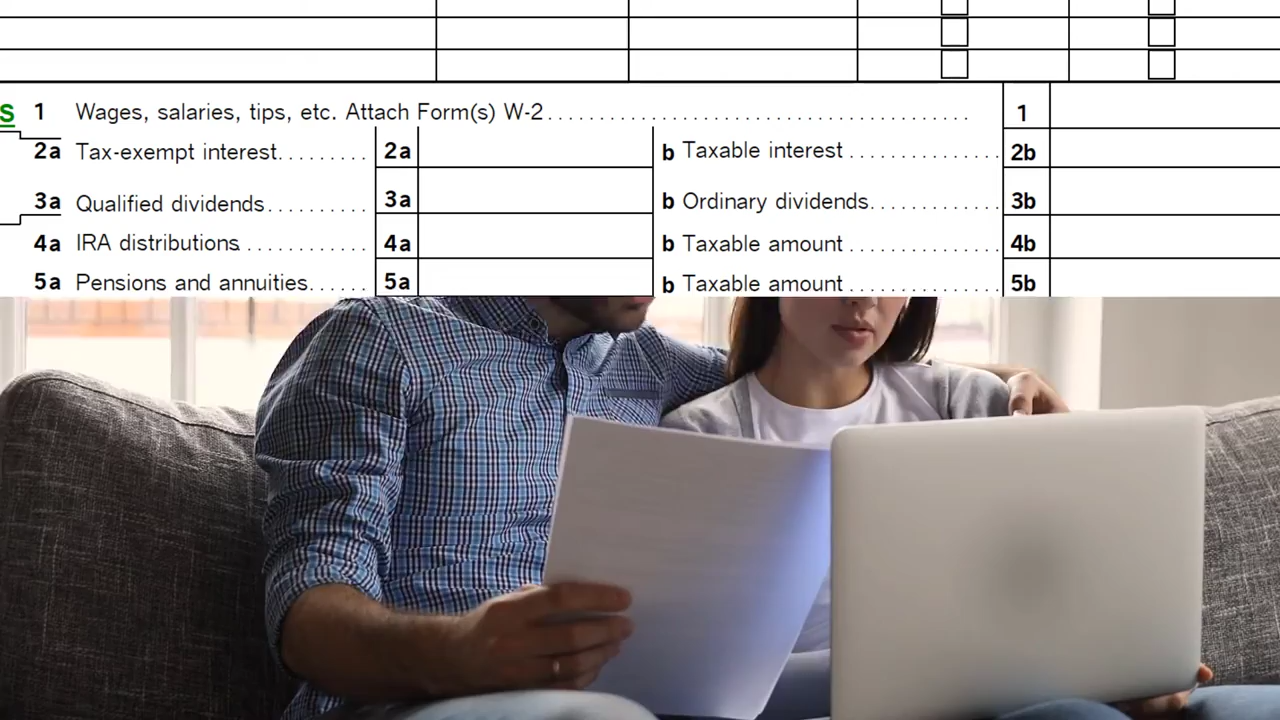 S 1 Wages, salaries, tips, etc. Attach Form(s) W-2 1
2a Tax-exempt interest 2a b Taxable interest 2b
3a Qualified dividends 3a b Ordinary dividends 3b
4a IRA distributions 4a b Taxable amount 4b
5a Pensions and annuities 5a b Taxable amount 5b